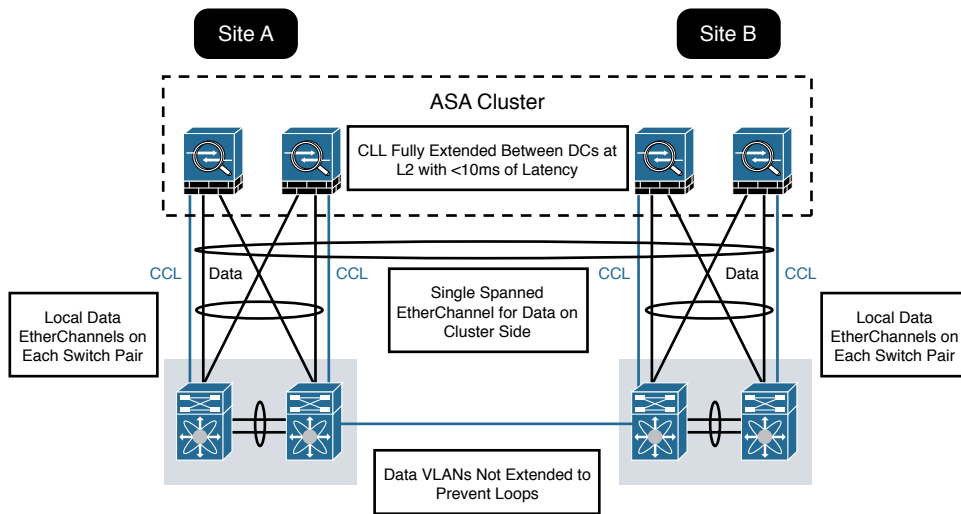 Site A
Site B
ASA Cluster
CLL Fully Extended Between DCs at
L2 with <10ms of Latency
CCL
Data
CCL
CCL
Data
CCL
Local Data
EtherChannels on
Each Switch Pair
Single Spanned
EtherChannel for Data on
Cluster Side
Local Data
EtherChannels on
Each Switch Pair
Data VLANs Not Extended to
Prevent Loops